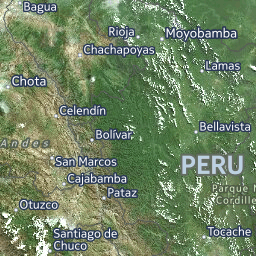 Bagua
Rioja
Moyobamba
Chachapoyas
Lamas
Chota
Celendín
Bolívar
Bellavista
Andes
San Marcos
PERU
Cajabamba
Pataz
Parque N
Cordille
Otuzco
Santiago de
Chuco
Tocache